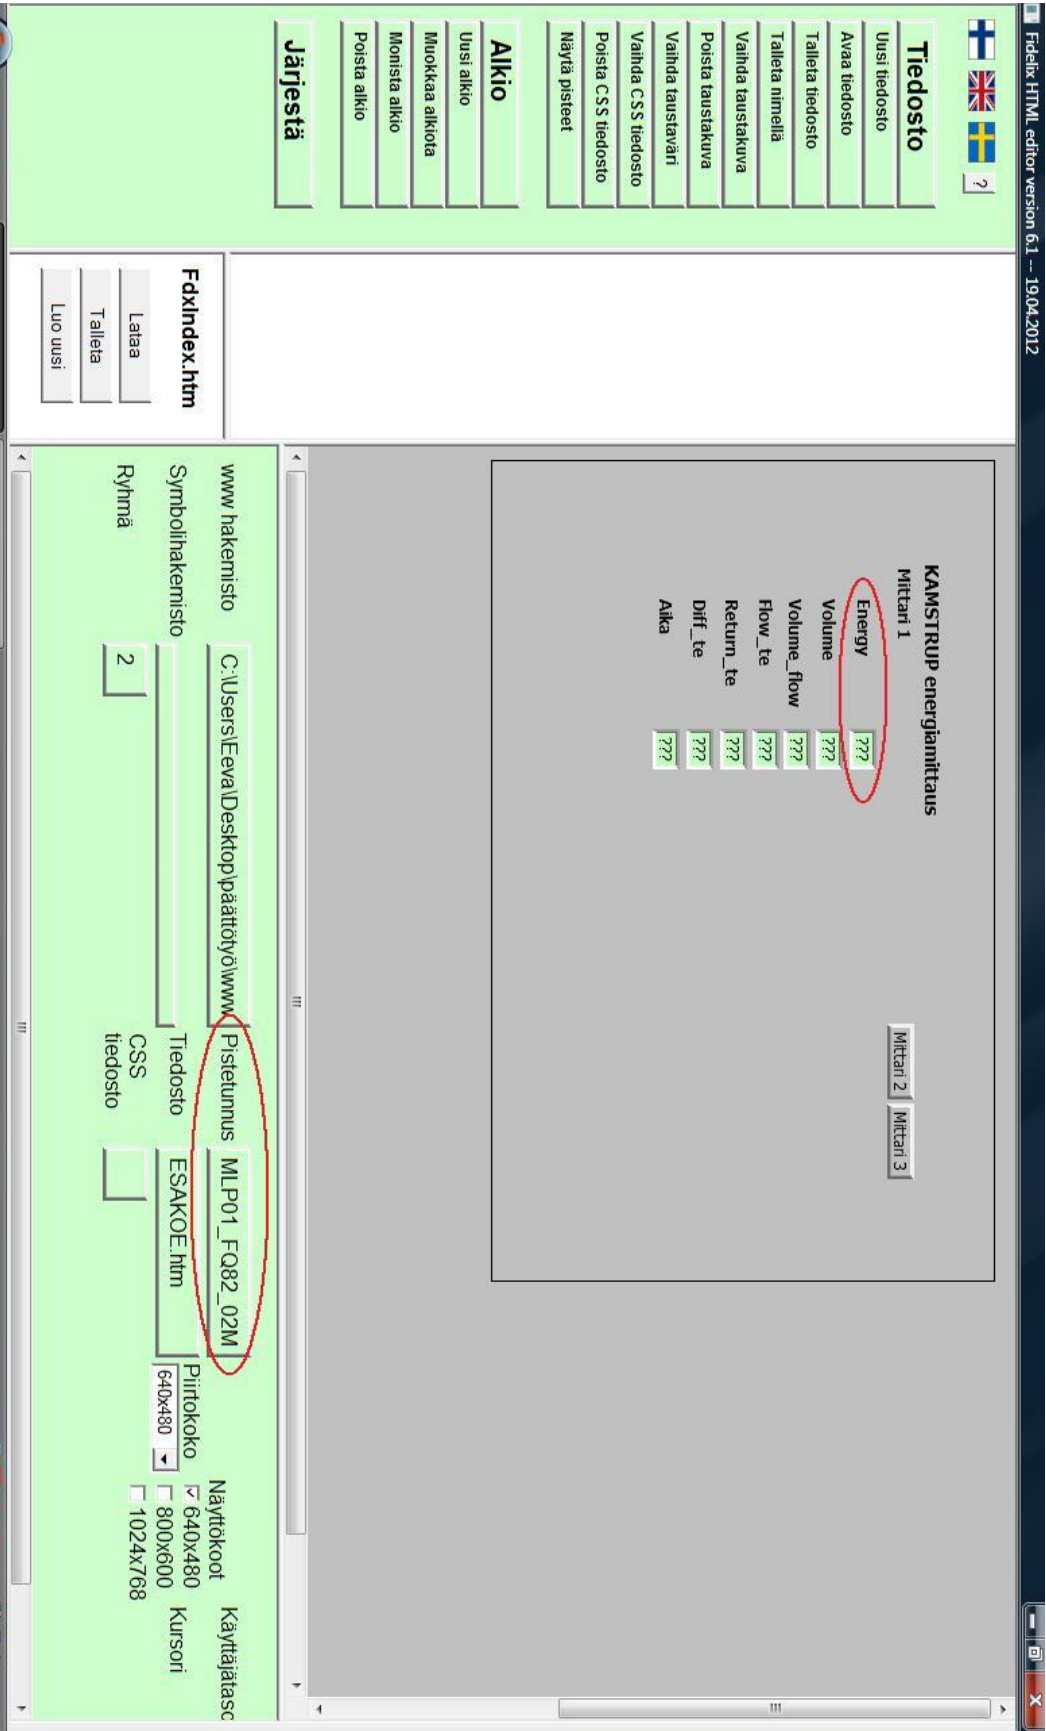 Fidelix HTML editor version 6.1 -- 19.04.2012
?
Tiedosto
Uusi tiedosto
Avaa tiedosto
Talleta tiedosto
Talleta nimellä
Vaihda taustakuva
Poista taustakuva
Vaihda taustaväri
Vaihda CSS tiedosto
Poista CSS tiedosto
Näytä pisteet
Alkio
Uusi alkio
Muokkaa alkiota
Monista alkio
Poista alkio
Järjestä
FdxIndex.htm
Lataa
Talleta
Luo uusi
KAMSTRUP energiamittaus
Mittari 1
Mittari 2 Mittari 3
Energy ???
Volume ???
Volume_flow ???
Flow_te ???
Return_te ???
Diff_te ???
Aika ???
www hakemisto C:\Users\Eeva\Desktop\päättötyö\www Pistetunnus MLP01_FQ82_02M Näyttökoot Käyttäjätasc
Symbolihakemisto Tiedosto ESAKOE.htm Piirtokoko 640x480 Kursori
640x480 800x600
Ryhmä 2 CSS tiedosto 1024x768